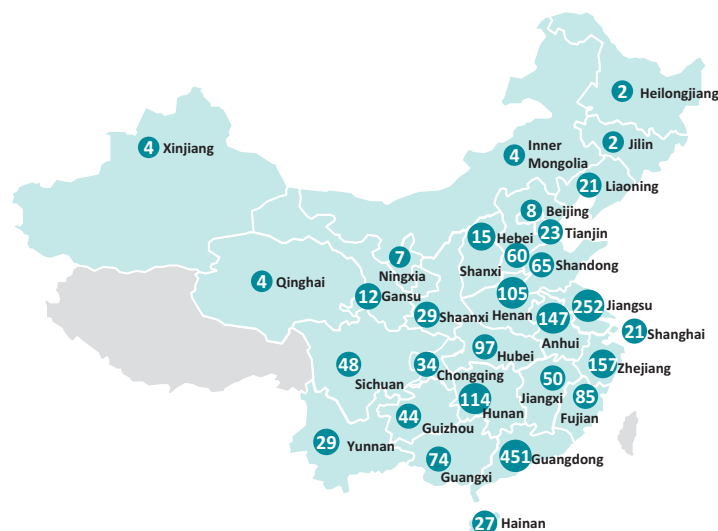 2 Heilongjiang
4 Xinjiang
2 Jilin
4 Inner
Mongolia
21 Liaoning
8 Beijing
23 Tianjin
15 Hebei
60
Shanxi
65 Shandong
7
Ningxia
4 Qinghai
12 Gansu
105
Henan
252 Jiangsu
29 Shaanxi
147
Anhui
21 Shanghai
97 Hubei
48
Sichuan
34
Chongqing
157
Zhejiang
50
Jiangxi
85
Fujian
114
Hunan
44
Guizhou
29 Yunnan
74
Guangxi
451 Guangdong
27 Hainan